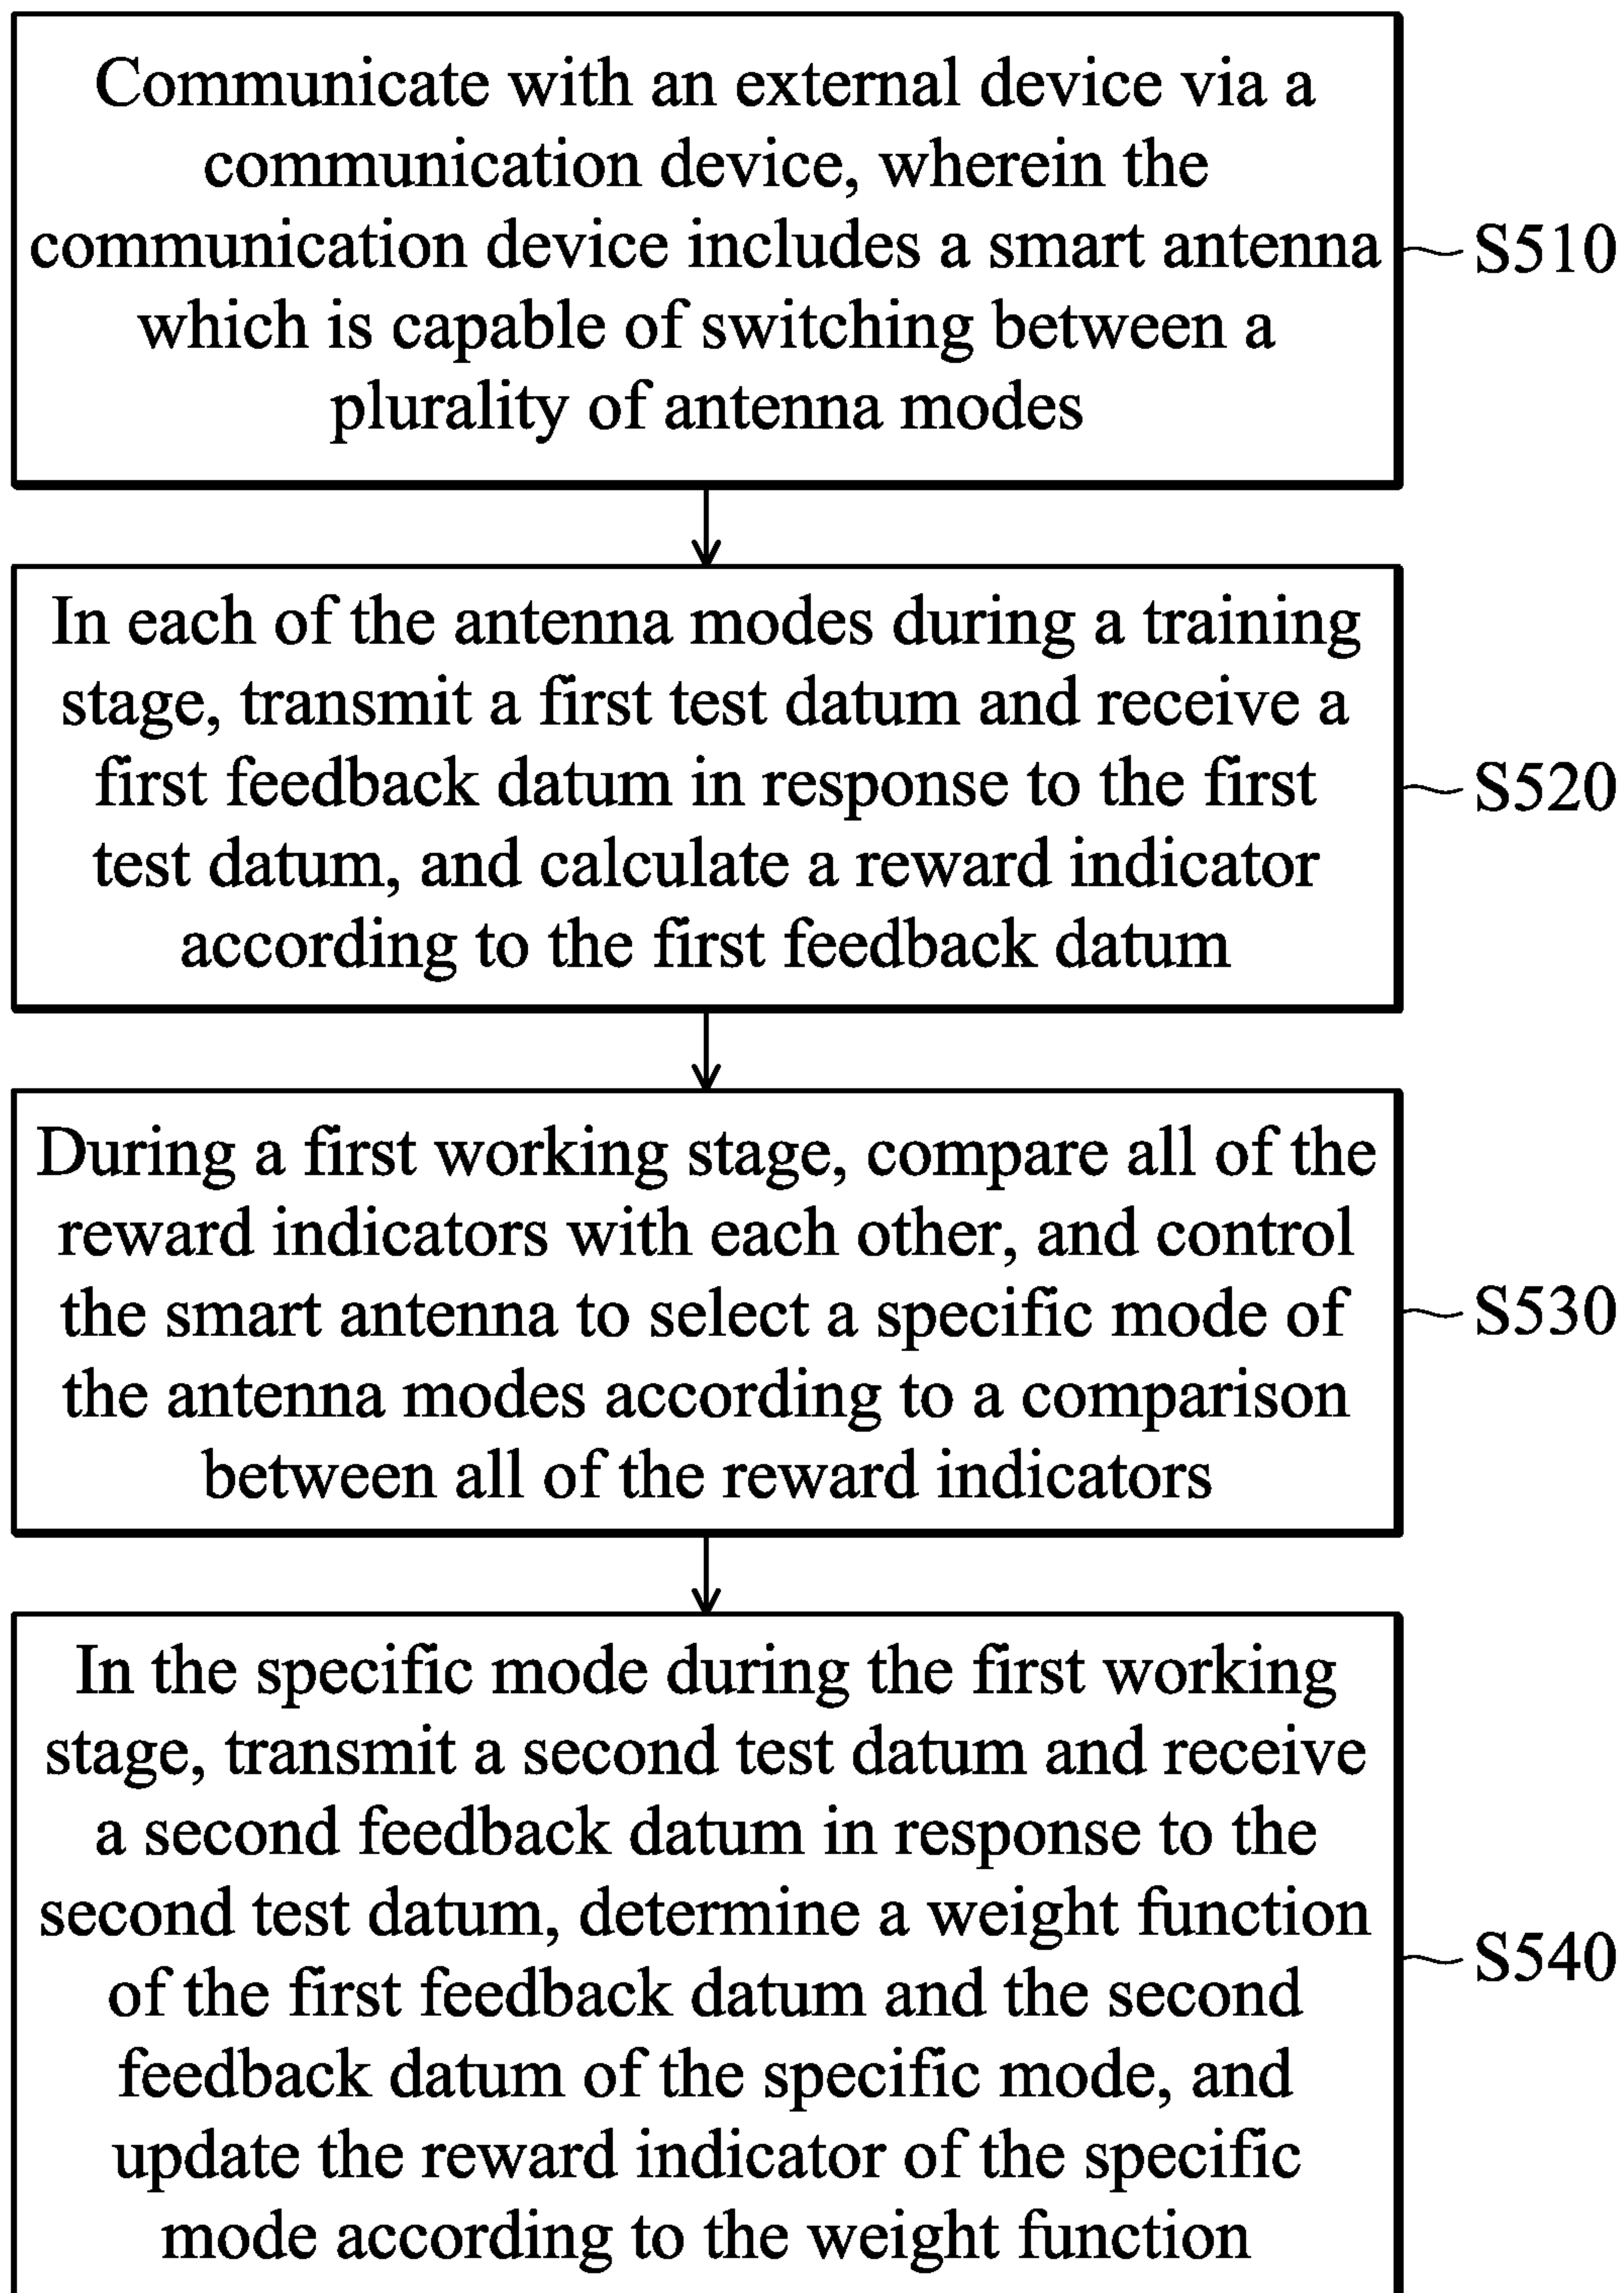 Communicate with an external device via a
communication device, wherein the
communication device includes a smart antenna
which is capable of switching between a
plurality of antenna modes
S510
In each of the antenna modes during a training
stage, transmit a first test datum and receive a
first feedback datum in response to the first
test datum, and calculate a reward indicator
according to the first feedback datum
S520
During a first working stage, compare all of the
reward indicators with each other, and control
the smart antenna to select a specific mode of
the antenna modes according to a comparison
between all of the reward indicators
S530
In the specific mode during the first working
stage, transmit a second test datum and receive
a second feedback datum in response to the
second test datum, determine a weight function
of the first feedback datum and the second
feedback datum of the specific mode, and
update the reward indicator of the specific
mode according to the weight function
S540